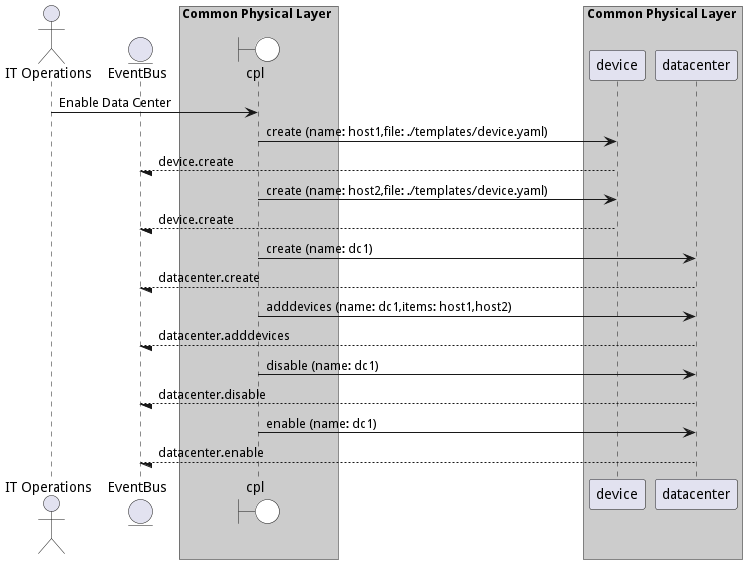 Common Physical Layer
Common Physical Layer
IT Operations
EventBus
cpl
device
datacenter
Enable Data Center
create (name: host1,file: ./templates/device.yaml)
device.create
create (name: host2,file: ./templates/device.yaml)
device.create
create (name: dc1)
datacenter.create
adddevices (name: dc1,items: host1,host2)
datacenter.adddevices
disable (name: dc1)
datacenter.disable
enable (name: dc1)
datacenter.enable
IT Operations
EventBus
cpl
device
datacenter